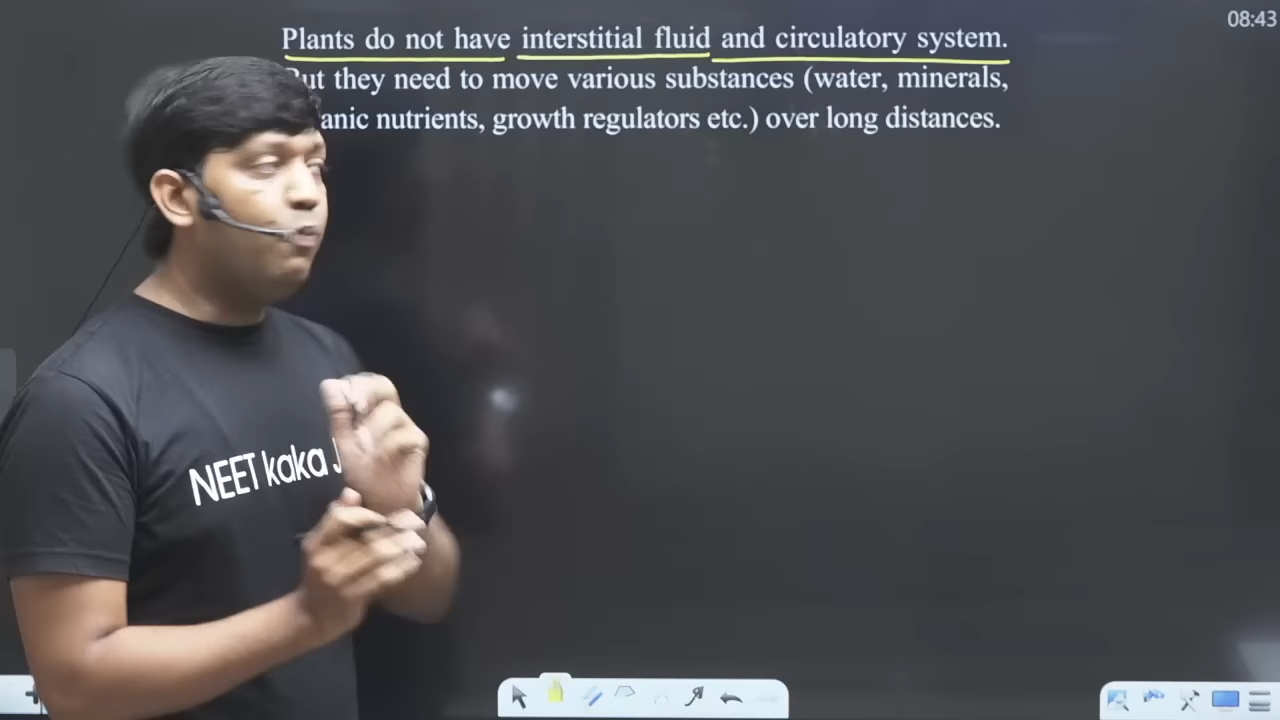 08:43
Plants do not have interstitial fluid and circulatory system.
But they need to move various substances (water, minerals,
nutrients, growth regulators etc.) over long distances.
NEET kaka